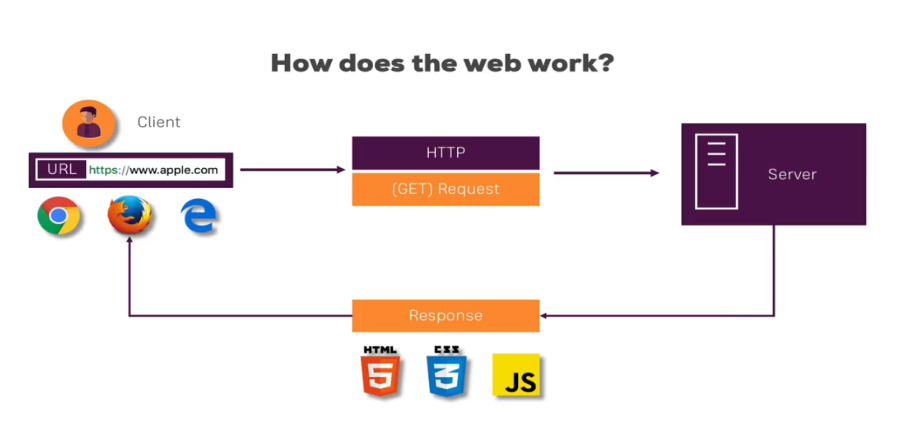 How does the web work?
Client
URL https://www.apple.com
HTTP
(GET) Request
Server
Response
HTML
5
CSS
3
JS